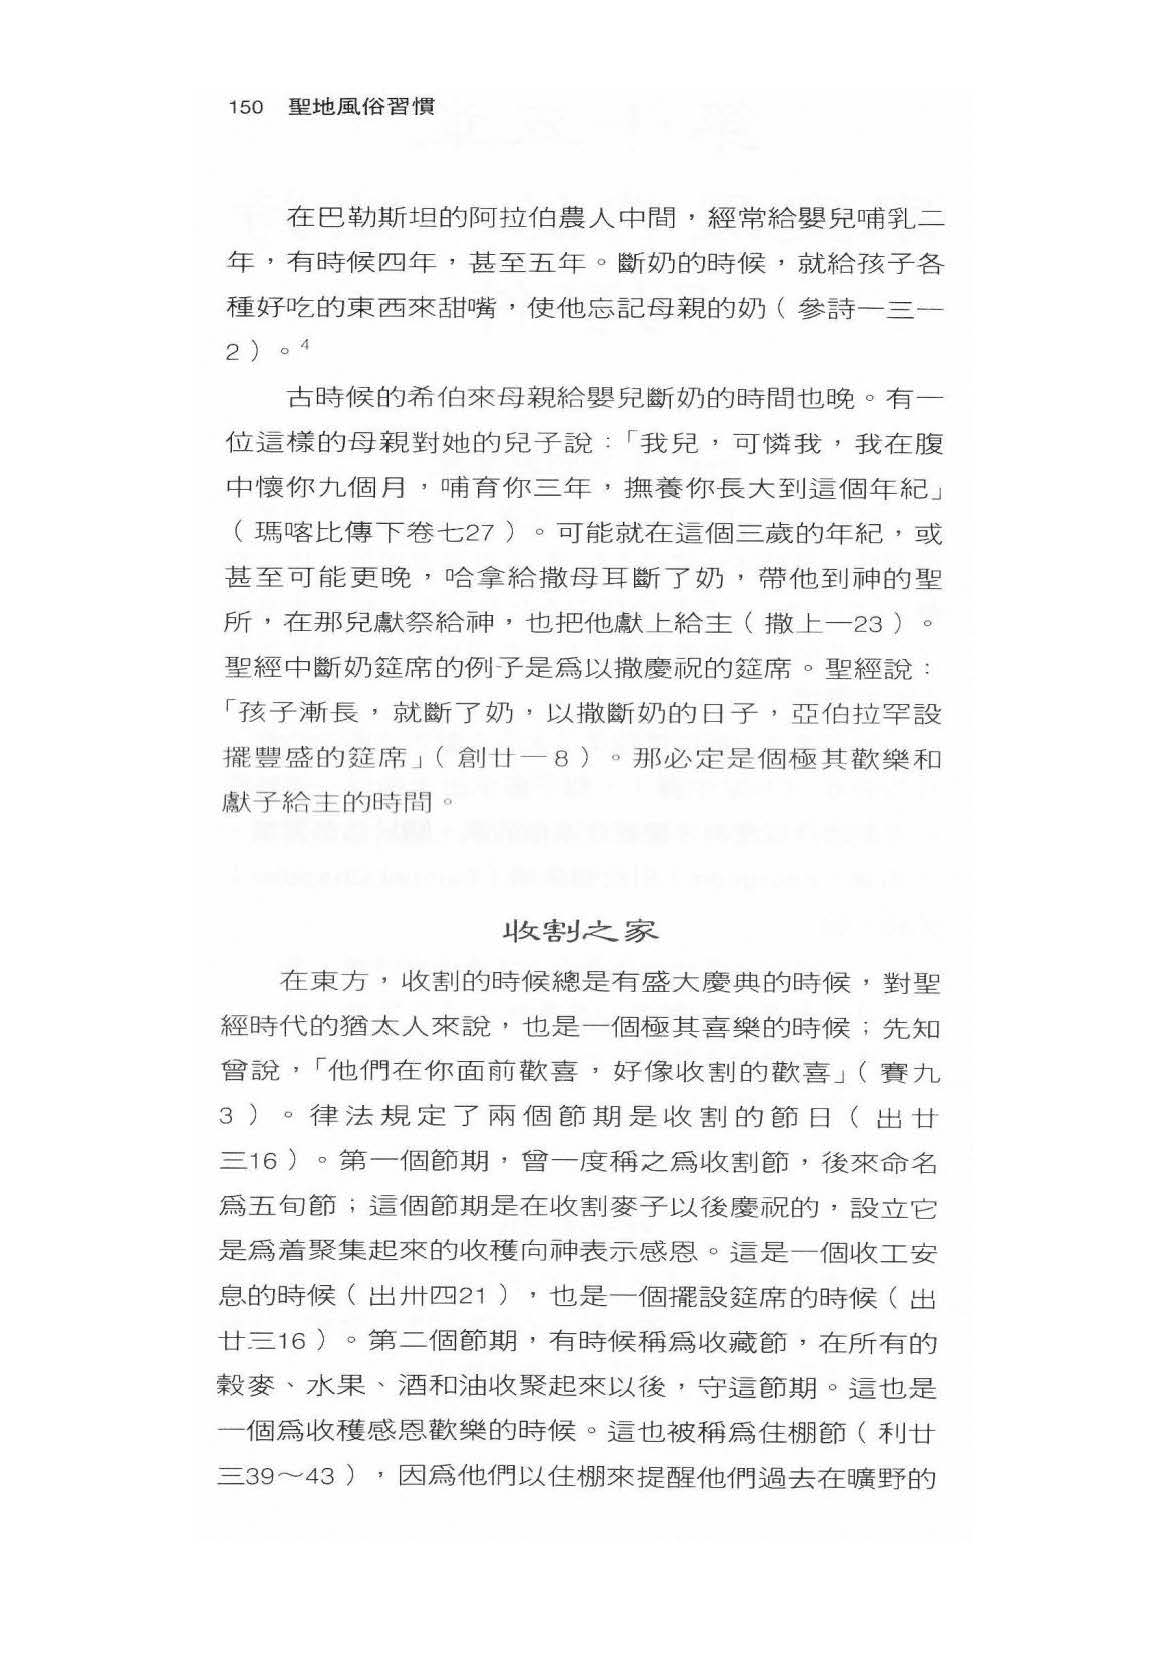 150 聖地風俗習慣
在巴勒斯坦的阿拉伯農人中間，經常給嬰兒哺乳二
年，有時候四年，甚至五年。斷奶的時候，就給孩子各
種好吃的東西來甜嘴，使他忘記母親的奶（參詩一三一
2）。4
古時候的希伯來母親給嬰兒斷奶的時間也晚。有一
位這樣的母親對她的兒子說：「我兒，可憐我，我在腹
中懷你九個月，哺育你三年，撫養你長大到這個年紀」
（瑪喀比傳下卷七27）。可能就在這個三歲的年紀，或
甚至可能更晚，哈拿給撒母耳斷了奶，帶他到神的聖
所，在那兒獻祭給神，也把他獻上給主（撒上一23）。
聖經中斷奶筵席的例子是爲以撒慶祝的筵席。聖經說：
「孩子漸長，就斷了奶，以撒斷奶的日子，亞伯拉罕設
擺豐盛的筵席」（創廿一8）。那必定是個極其歡樂和
獻子給主的時間。
收割之家
在東方，收割的時候總是有盛大慶典的時候，對聖
經時代的猶太人來說，也是一個極其喜樂的時候；先知
曾說，「他們在你面前歡喜，好像收割的歡喜」（賽九
3）。律法規定了兩個節期是收割的節日（出廿
三16）。第一個節期，曾一度稱之爲收割節，後來命名
爲五旬節；這個節期是在收割麥子以後慶祝的，設立它
是爲着聚集起來的收穫向神表示感恩。這是一個收工安
息的時候（出卅四21），也是一個擺設筵席的時候（出
廿三16）。第二個節期，有時候稱爲收藏節，在所有的
穀麥、水果、酒和油收聚起來以後，守這節期。這也是
一個爲收穫感恩歡樂的時候。這也被稱爲住棚節（利廿
三39～43），因爲他們以住棚來提醒他們過去在曠野的